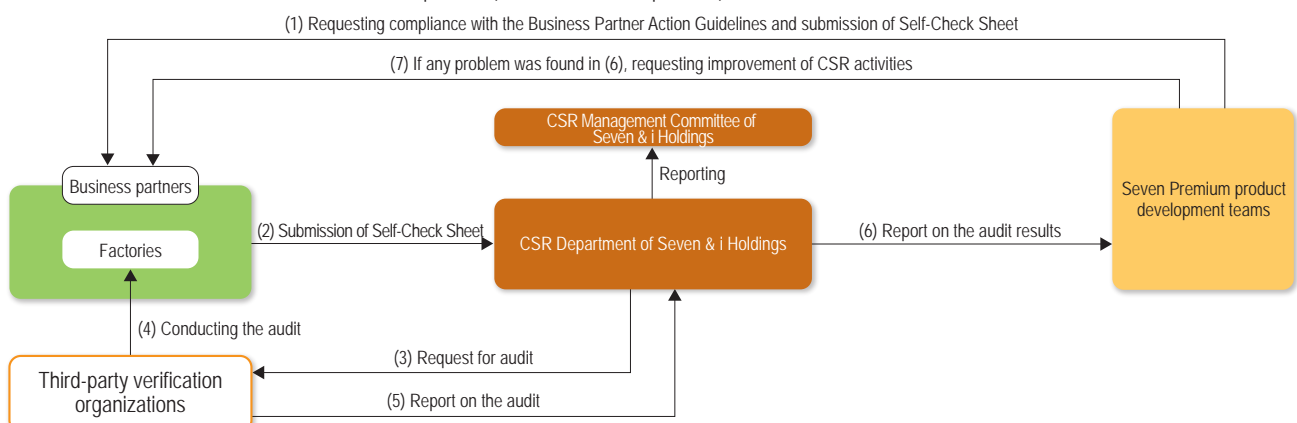 (1) Requesting compliance with the Business Partner Action Guidelines and submission of Self-Check Sheet
(7) If any problem was found in (6), requesting improvement of CSR activities
CSR Management Committee of
Seven & i Holdings
Reporting
Business partners
Factories
(2) Submission of Self-Check Sheet
CSR Department of Seven & i Holdings
(6) Report on the audit results
Seven Premium product
development teams
(4) Conducting the audit
(3) Request for audit
Third-party verification
organizations
(5) Report on the audit